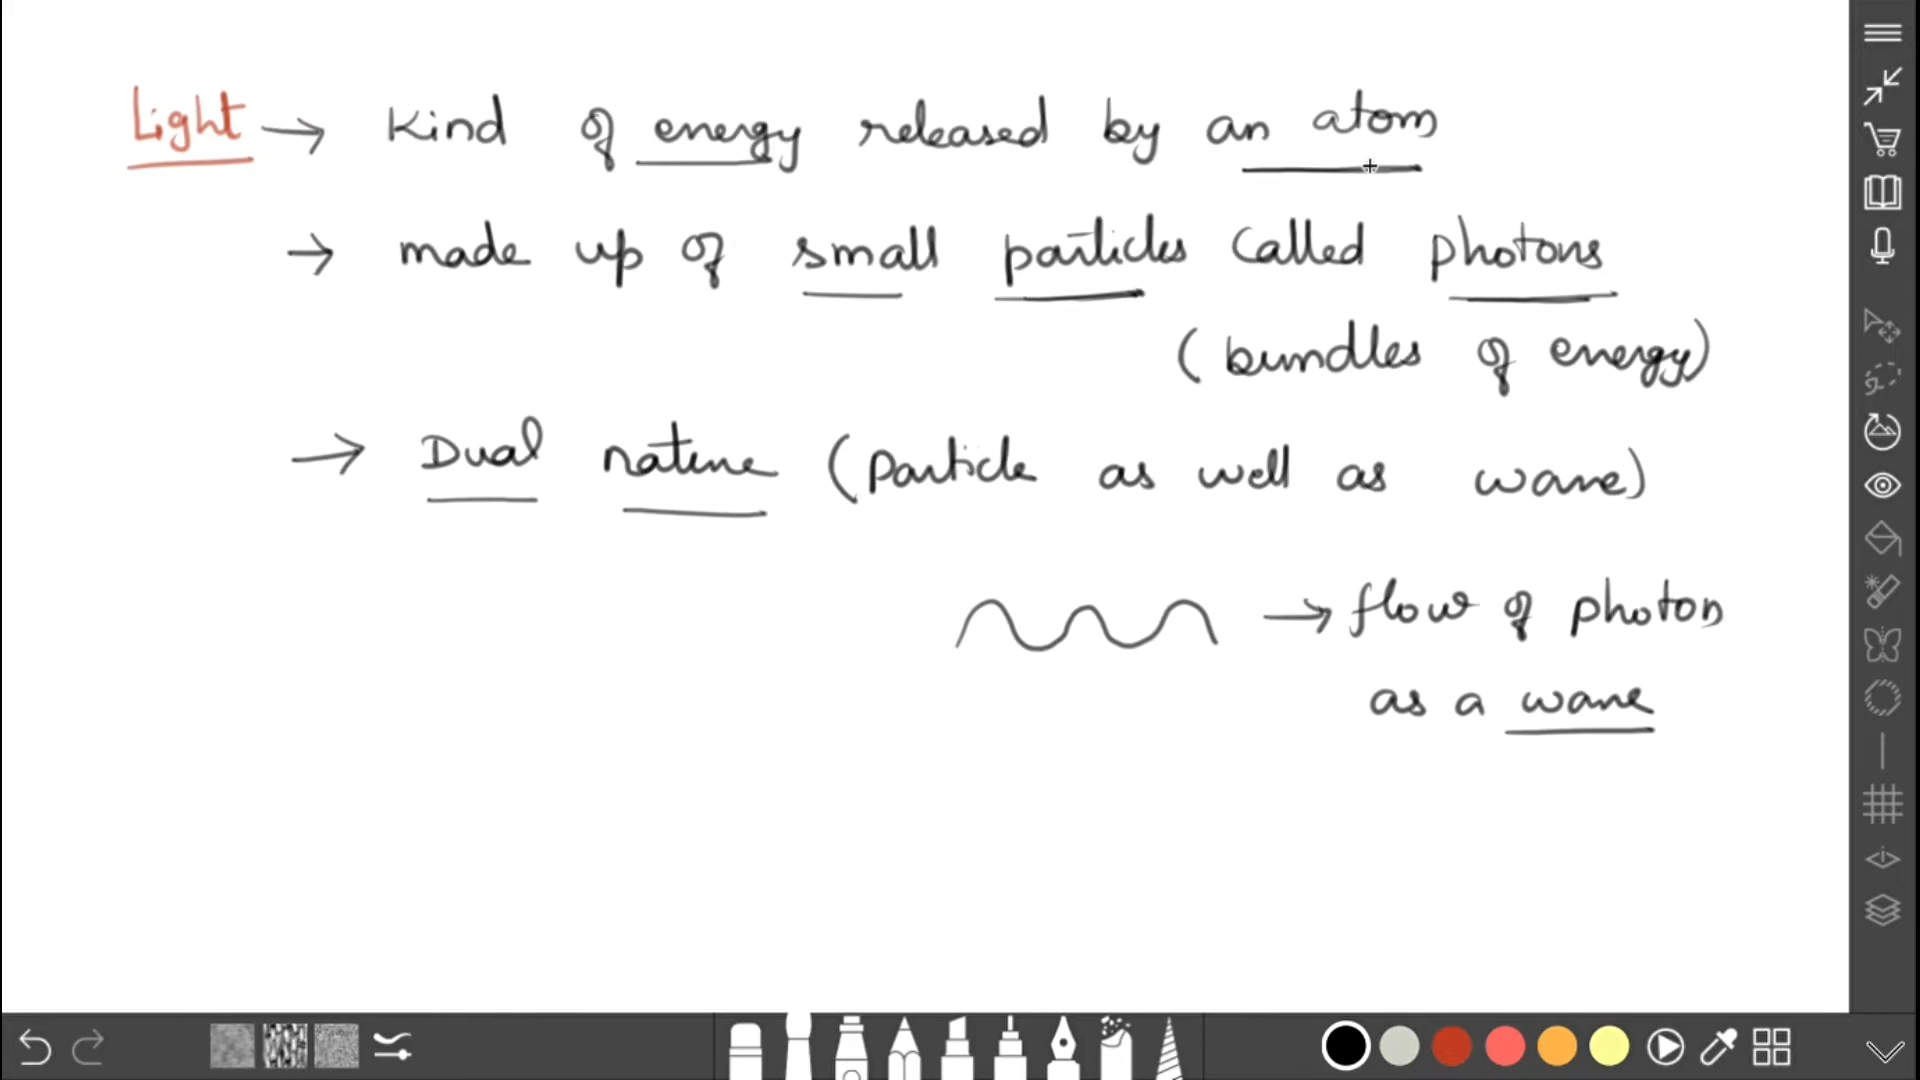 Light → Kind of energy released by an atom
→ made up of small particles called photons
(bundles of energy)
→ Dual nature (Particle as well as wave)
→ flow of photon
as a wave